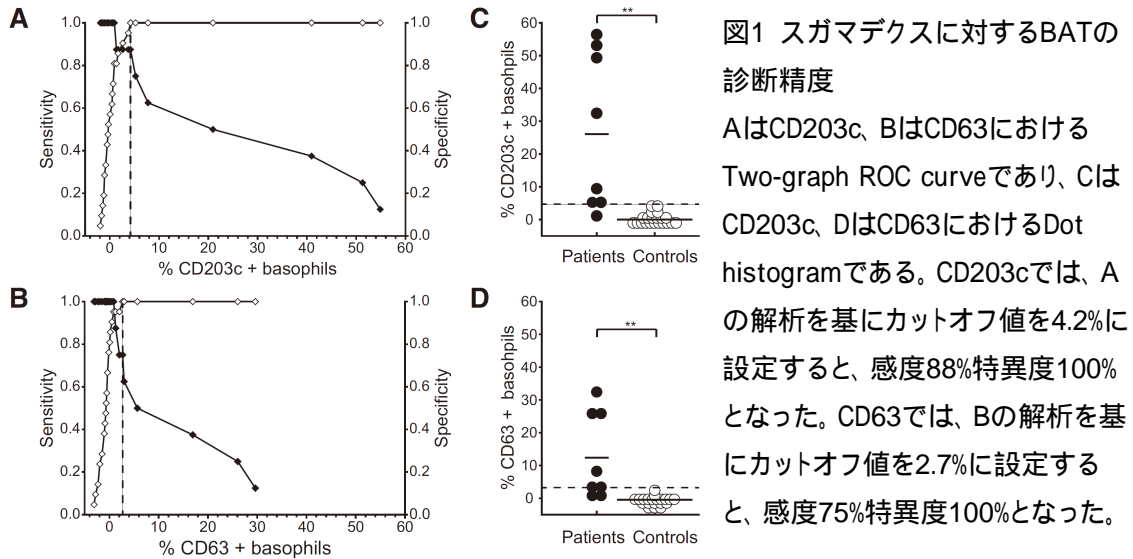 A
1.0
0.8
0.6
0.4
0.2
0.0
Sensitivity
1.0
0.8
0.6
0.4
0.2
0.0
Specificity
0 10 20 30 40 50 60
% CD203c + basophils
B
1.0
0.8
0.6
0.4
0.2
0.0
Sensitivity
1.0
0.8
0.6
0.4
0.2
0.0
Specificity
0 10 20 30 40 50 60
% CD63 + basophils
C
**
60
50
40
30
20
10
0
% CD203c + basohpils
Patients Controls
D
**
60
50
40
30
20
10
0
% CD63 + basohpils
Patients Controls
図1 スガマデクスに対するBATの
診断精度
AはCD203c、BはCD63における
Two-graph ROC curveであり、Cは
CD203c、DはCD63におけるDot
histogramである。CD203cでは、A
の解析を基にカットオフ値を4.2%に
設定すると、感度88%特異度100%
となった。CD63では、Bの解析を基
にカットオフ値を2.7%に設定する
と、感度75%特異度100%となった。